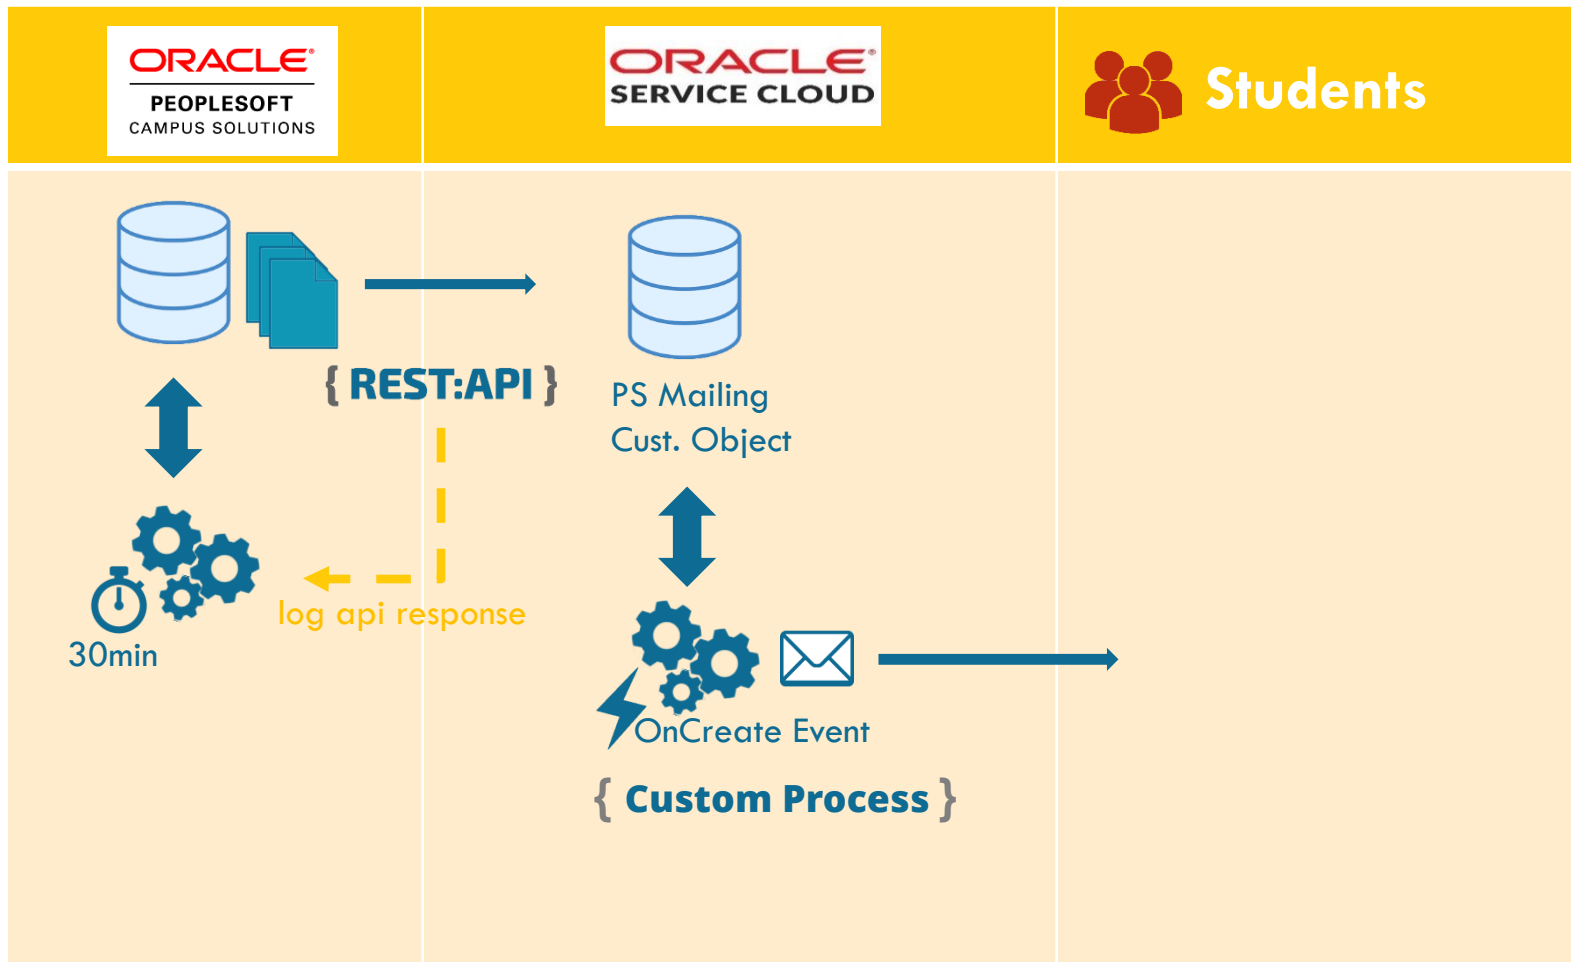 ORACLE®
PEOPLESOFT
CAMPUS SOLUTIONS
ORACLE®
SERVICE CLOUD
Students
{ REST:API }
PS Mailing
Cust. Object
log api response
30min
OnCreate Event
{ Custom Process }